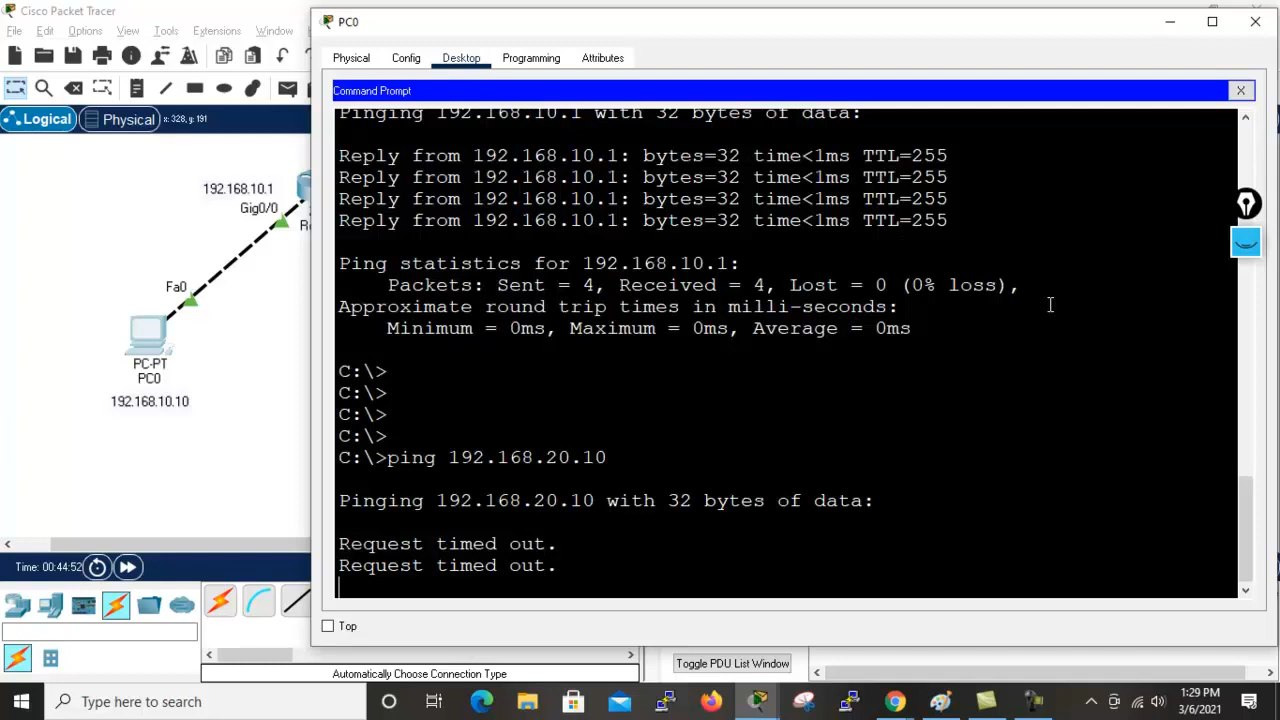 Cisco Packet Tracer
File Edit Options View Tools Extensions Window
Logical Physical x: 328, y: 191
192.168.10.1
Gig0/0
Fa0
PC-PT
PC0
192.168.10.10
Time: 00:44:52
PC0
Physical Config Desktop Programming Attributes
Command Prompt X
Pinging 192.168.10.1 with 32 bytes of data:
Reply from 192.168.10.1: bytes=32 time<1ms TTL=255
Reply from 192.168.10.1: bytes=32 time<1ms TTL=255
Reply from 192.168.10.1: bytes=32 time<1ms TTL=255
Reply from 192.168.10.1: bytes=32 time<1ms TTL=255
Ping statistics for 192.168.10.1:
Packets: Sent = 4, Received = 4, Lost = 0 (0% loss),
Approximate round trip times in milli-seconds:
Minimum = 0ms, Maximum = 0ms, Average = 0ms
C:\>
C:\>
C:\>
C:\>
C:\>ping 192.168.20.10
Pinging 192.168.20.10 with 32 bytes of data:
Request timed out.
Request timed out.
Top
Automatically Choose Connection Type
Toggle PDU List Window
Type here to search
1:29 PM
3/6/2021